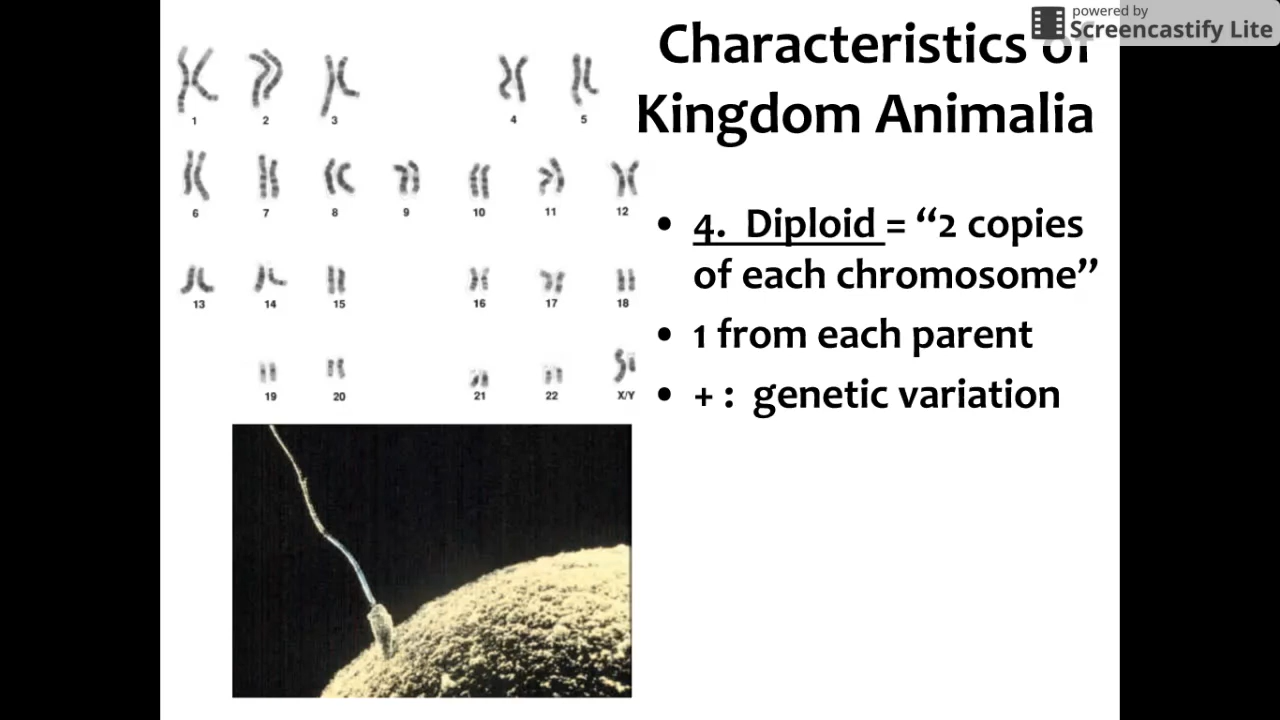 powered by
Screencastify Lite
Characteristics of
Kingdom Animalia
1 2 3 4 5
6 7 8 9 10 11 12
13 14 15 16 17 18
19 20 21 22 X/Y
• 4. Diploid = “2 copies
of each chromosome”
• 1 from each parent
• + : genetic variation